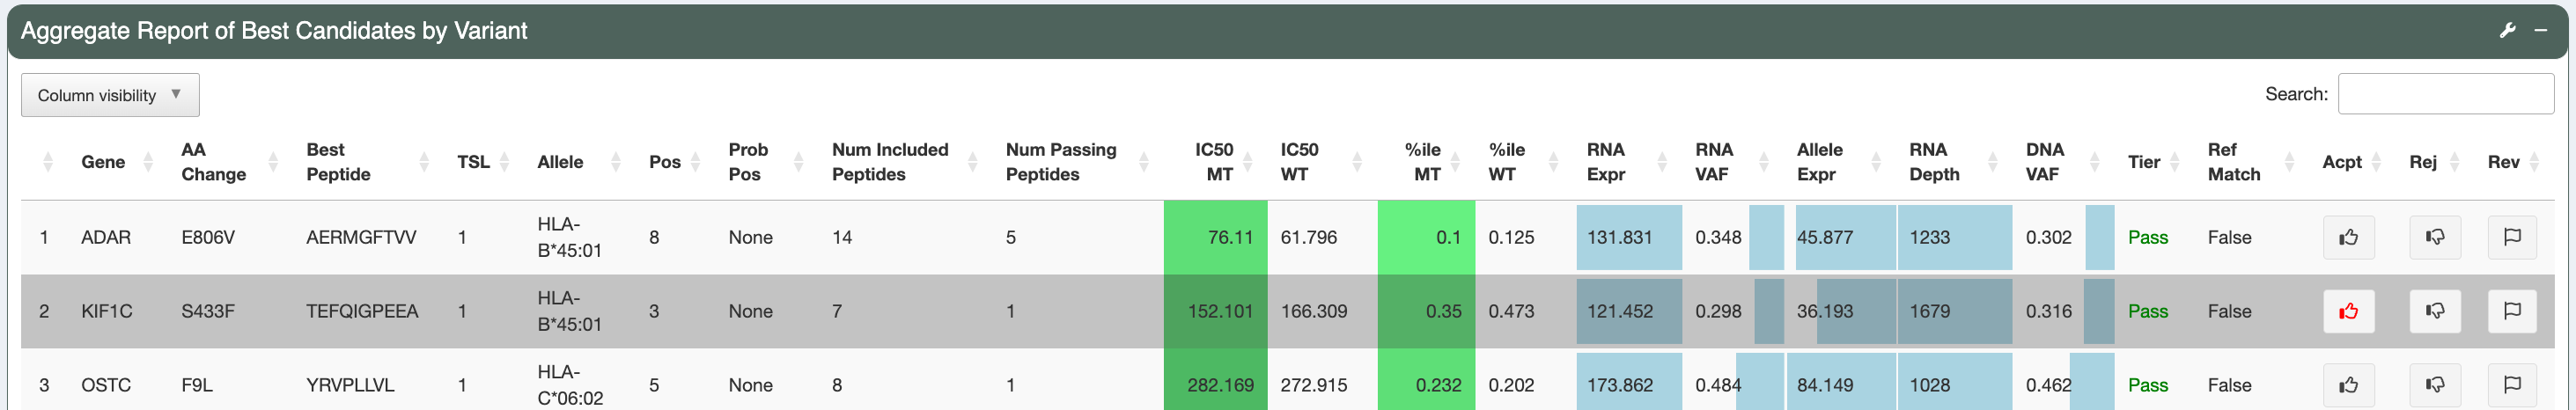 Aggregate Report of Best Candidates by Variant
Column visibility ▼
Search:
Gene AA Change Best Peptide TSL Allele Pos Prob Pos Num Included Peptides Num Passing Peptides IC50 MT IC50 WT %ile MT %ile WT RNA Expr RNA VAF Allele Expr RNA Depth DNA VAF Tier Ref Match Acpt Rej Rev
1 ADAR E806V AERMGFTVV 1 HLA-B*45:01 8 None 14 5 76.11 61.796 0.1 0.125 131.831 0.348 45.877 1233 0.302 Pass False
2 KIF1C S433F TEFQIGPEEA 1 HLA-B*45:01 3 None 7 1 152.101 166.309 0.35 0.473 121.452 0.298 36.193 1679 0.316 Pass False
3 OSTC F9L YRVPLLVL 1 HLA-C*06:02 5 None 8 1 282.169 272.915 0.232 0.202 173.862 0.484 84.149 1028 0.462 Pass False